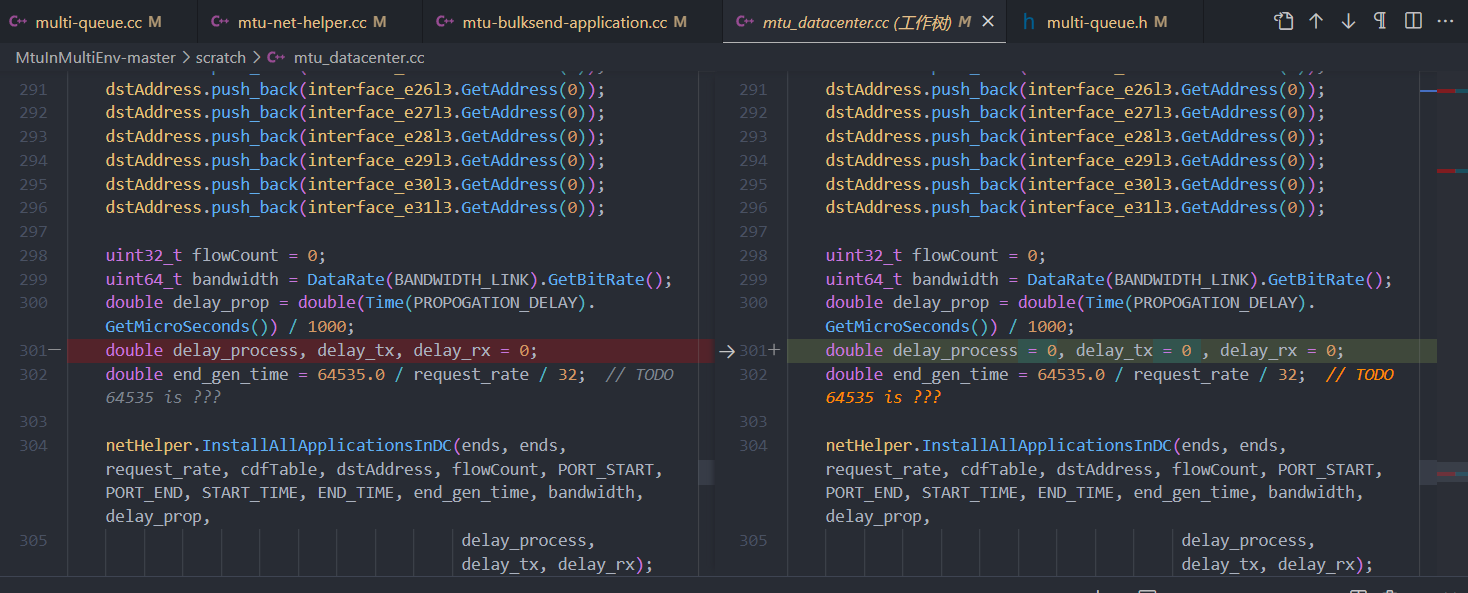 multi-queue.cc M
mtu-net-helper.cc M
mtu-bulksend-application.cc M
mtu_datacenter.cc (工作树) M
multi-queue.h M
MtuInMultiEnv-master > scratch > mtu_datacenter.cc
291 dstAddress.push_back(interface_e26l3.GetAddress(0));
292 dstAddress.push_back(interface_e27l3.GetAddress(0));
293 dstAddress.push_back(interface_e28l3.GetAddress(0));
294 dstAddress.push_back(interface_e29l3.GetAddress(0));
295 dstAddress.push_back(interface_e30l3.GetAddress(0));
296 dstAddress.push_back(interface_e31l3.GetAddress(0));
297
298 uint32_t flowCount = 0;
299 uint64_t bandwidth = DataRate(BANDWIDTH_LINK).GetBitRate();
300 double delay_prop = double(Time(PROPOGATION_DELAY).
GetMicroSeconds()) / 1000;
301— double delay_process, delay_tx, delay_rx = 0;
302 double end_gen_time = 64535.0 / request_rate / 32;  // TODO
64535 is ???
303
304 netHelper.InstallAllApplicationsInDC(ends, ends,
request_rate, cdfTable, dstAddress, flowCount, PORT_START,
PORT_END, START_TIME, END_TIME, end_gen_time, bandwidth,
delay_prop,
305 delay_process,
delay_tx, delay_rx);
291 dstAddress.push_back(interface_e26l3.GetAddress(0));
292 dstAddress.push_back(interface_e27l3.GetAddress(0));
293 dstAddress.push_back(interface_e28l3.GetAddress(0));
294 dstAddress.push_back(interface_e29l3.GetAddress(0));
295 dstAddress.push_back(interface_e30l3.GetAddress(0));
296 dstAddress.push_back(interface_e31l3.GetAddress(0));
297
298 uint32_t flowCount = 0;
299 uint64_t bandwidth = DataRate(BANDWIDTH_LINK).GetBitRate();
300 double delay_prop = double(Time(PROPOGATION_DELAY).
GetMicroSeconds()) / 1000;
301+ double delay_process = 0, delay_tx = 0 , delay_rx = 0;
302 double end_gen_time = 64535.0 / request_rate / 32;  // TODO
64535 is ???
303
304 netHelper.InstallAllApplicationsInDC(ends, ends,
request_rate, cdfTable, dstAddress, flowCount, PORT_START,
PORT_END, START_TIME, END_TIME, end_gen_time, bandwidth,
delay_prop,
305 delay_process,
delay_tx, delay_rx);